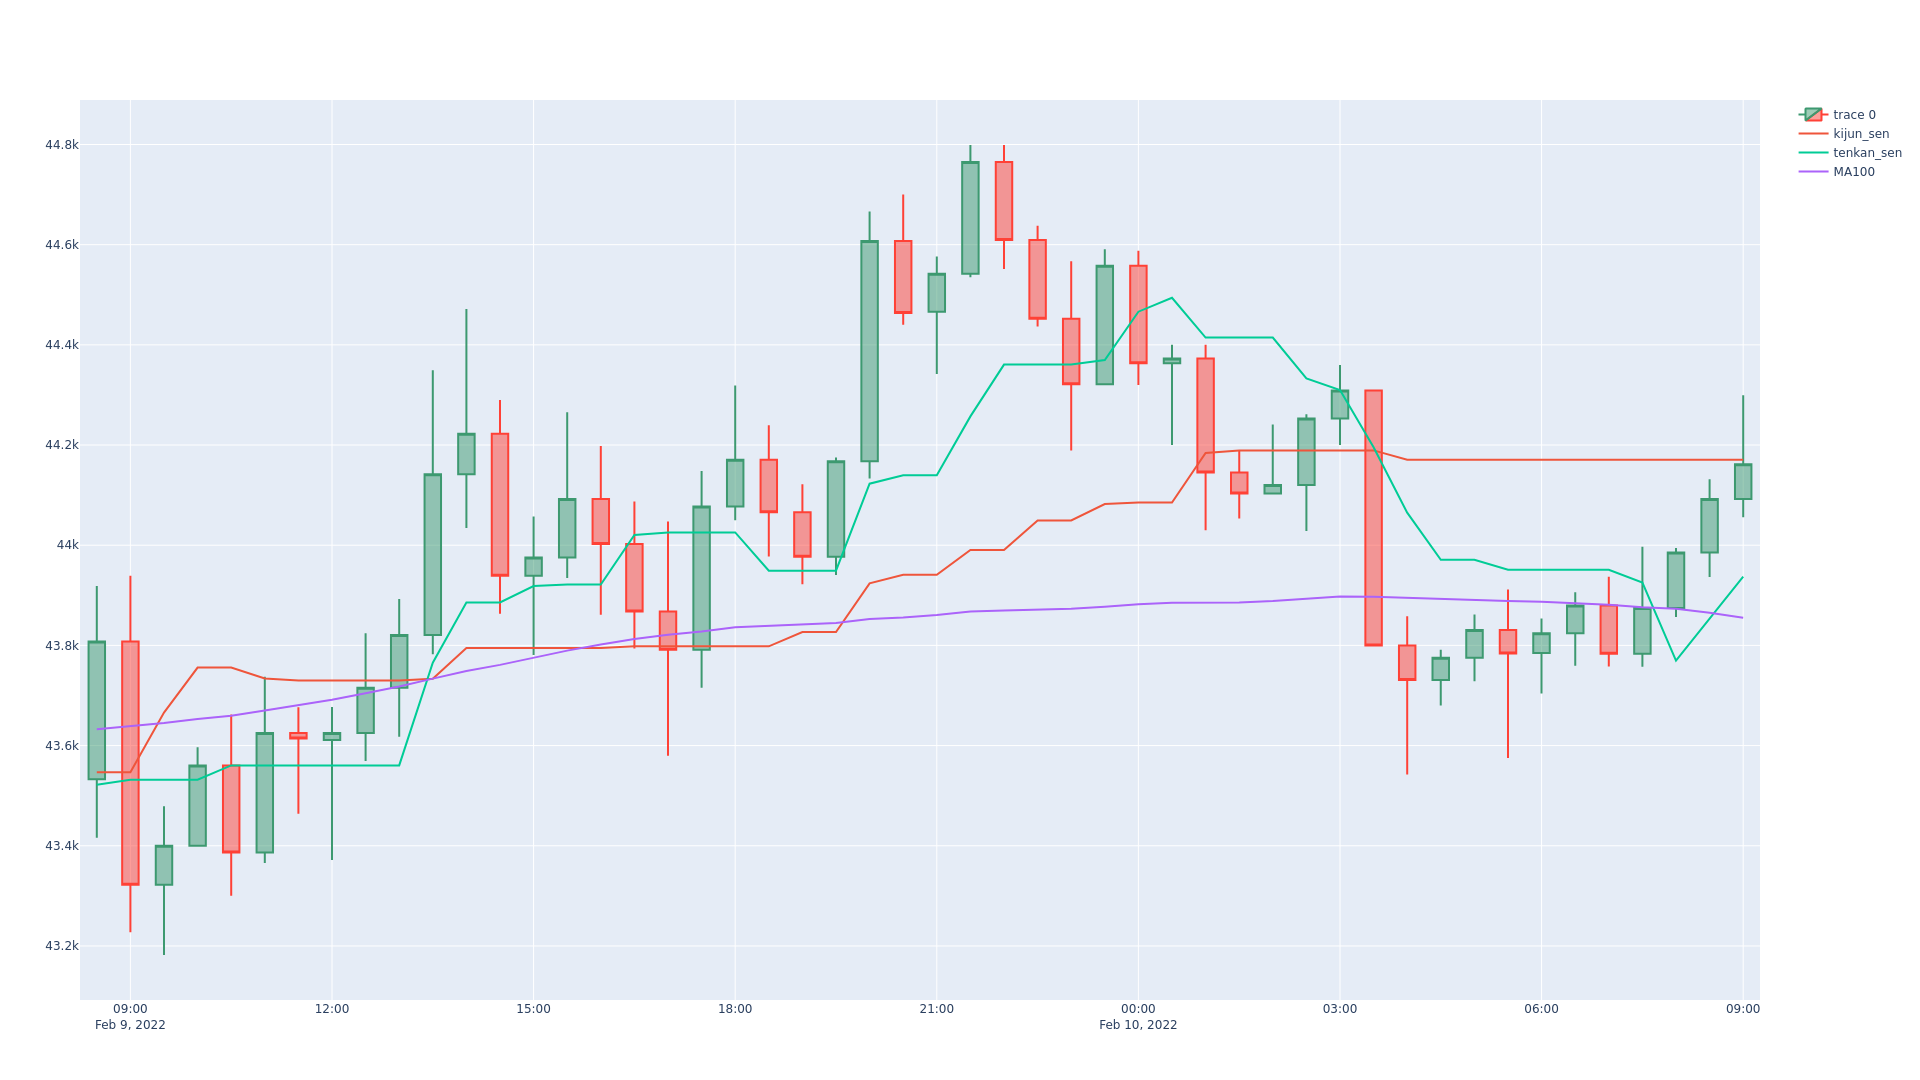 44.8k
44.6k
44.4k
44.2k
44k
43.8k
43.6k
43.4k
43.2k
09:00 12:00 15:00 18:00 21:00 00:00 03:00 06:00 09:00
Feb 9, 2022 Feb 10, 2022
trace 0
kijun_sen
tenkan_sen
MA100